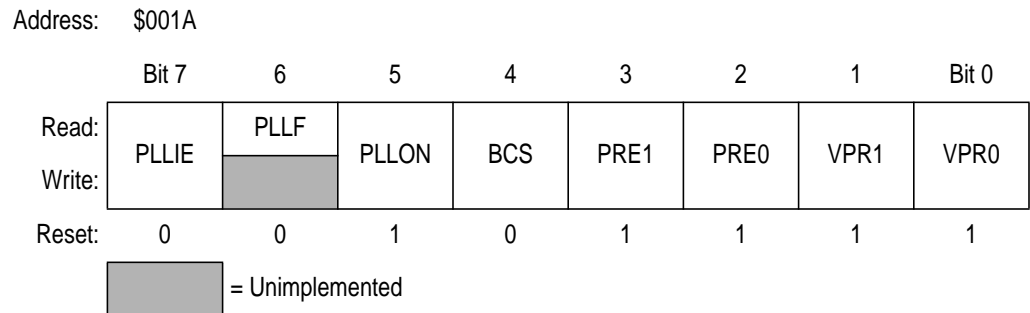 Address: $001A
Bit 7 6 5 4 3 2 1 Bit 0
Read: PLLIE PLLF PLLON BCS PRE1 PRE0 VPR1 VPR0
Write:
Reset: 0 0 1 0 1 1 1 1
= Unimplemented